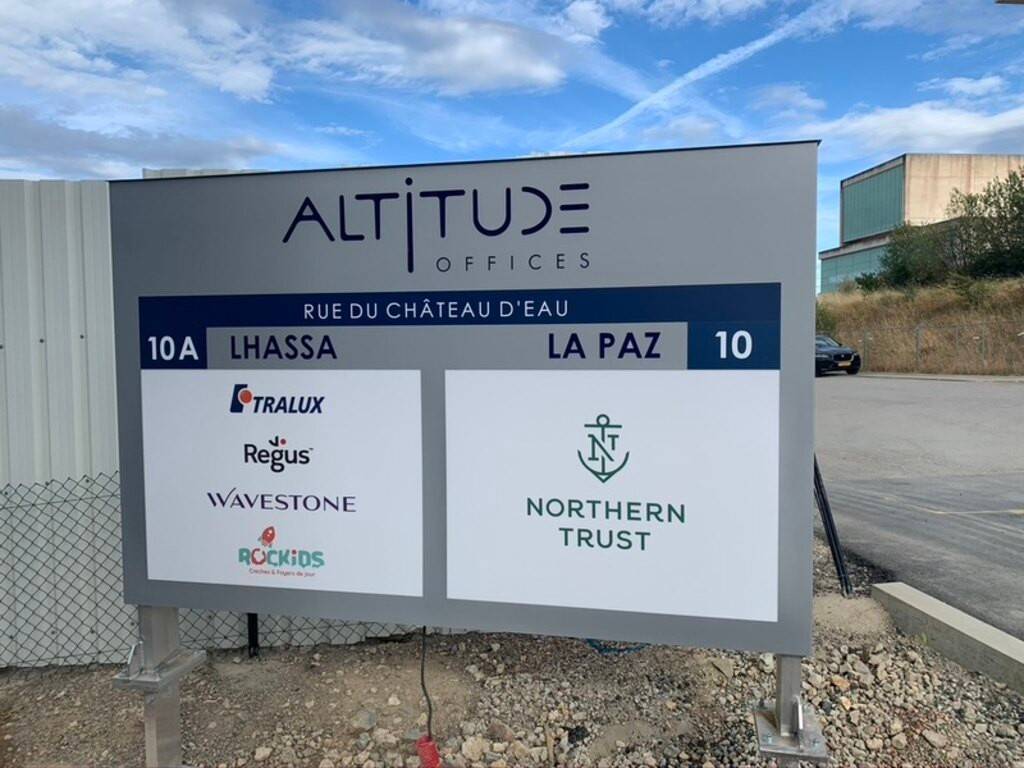 ALTITUDE
OFFICES
RUE DU CHÂTEAU D'EAU
10A LHASSA
LA PAZ 10
TRALUX
Regus™
WAVESTONE
ROCKIDS
Crèches & Foyers de jour
NORTHERN
TRUST